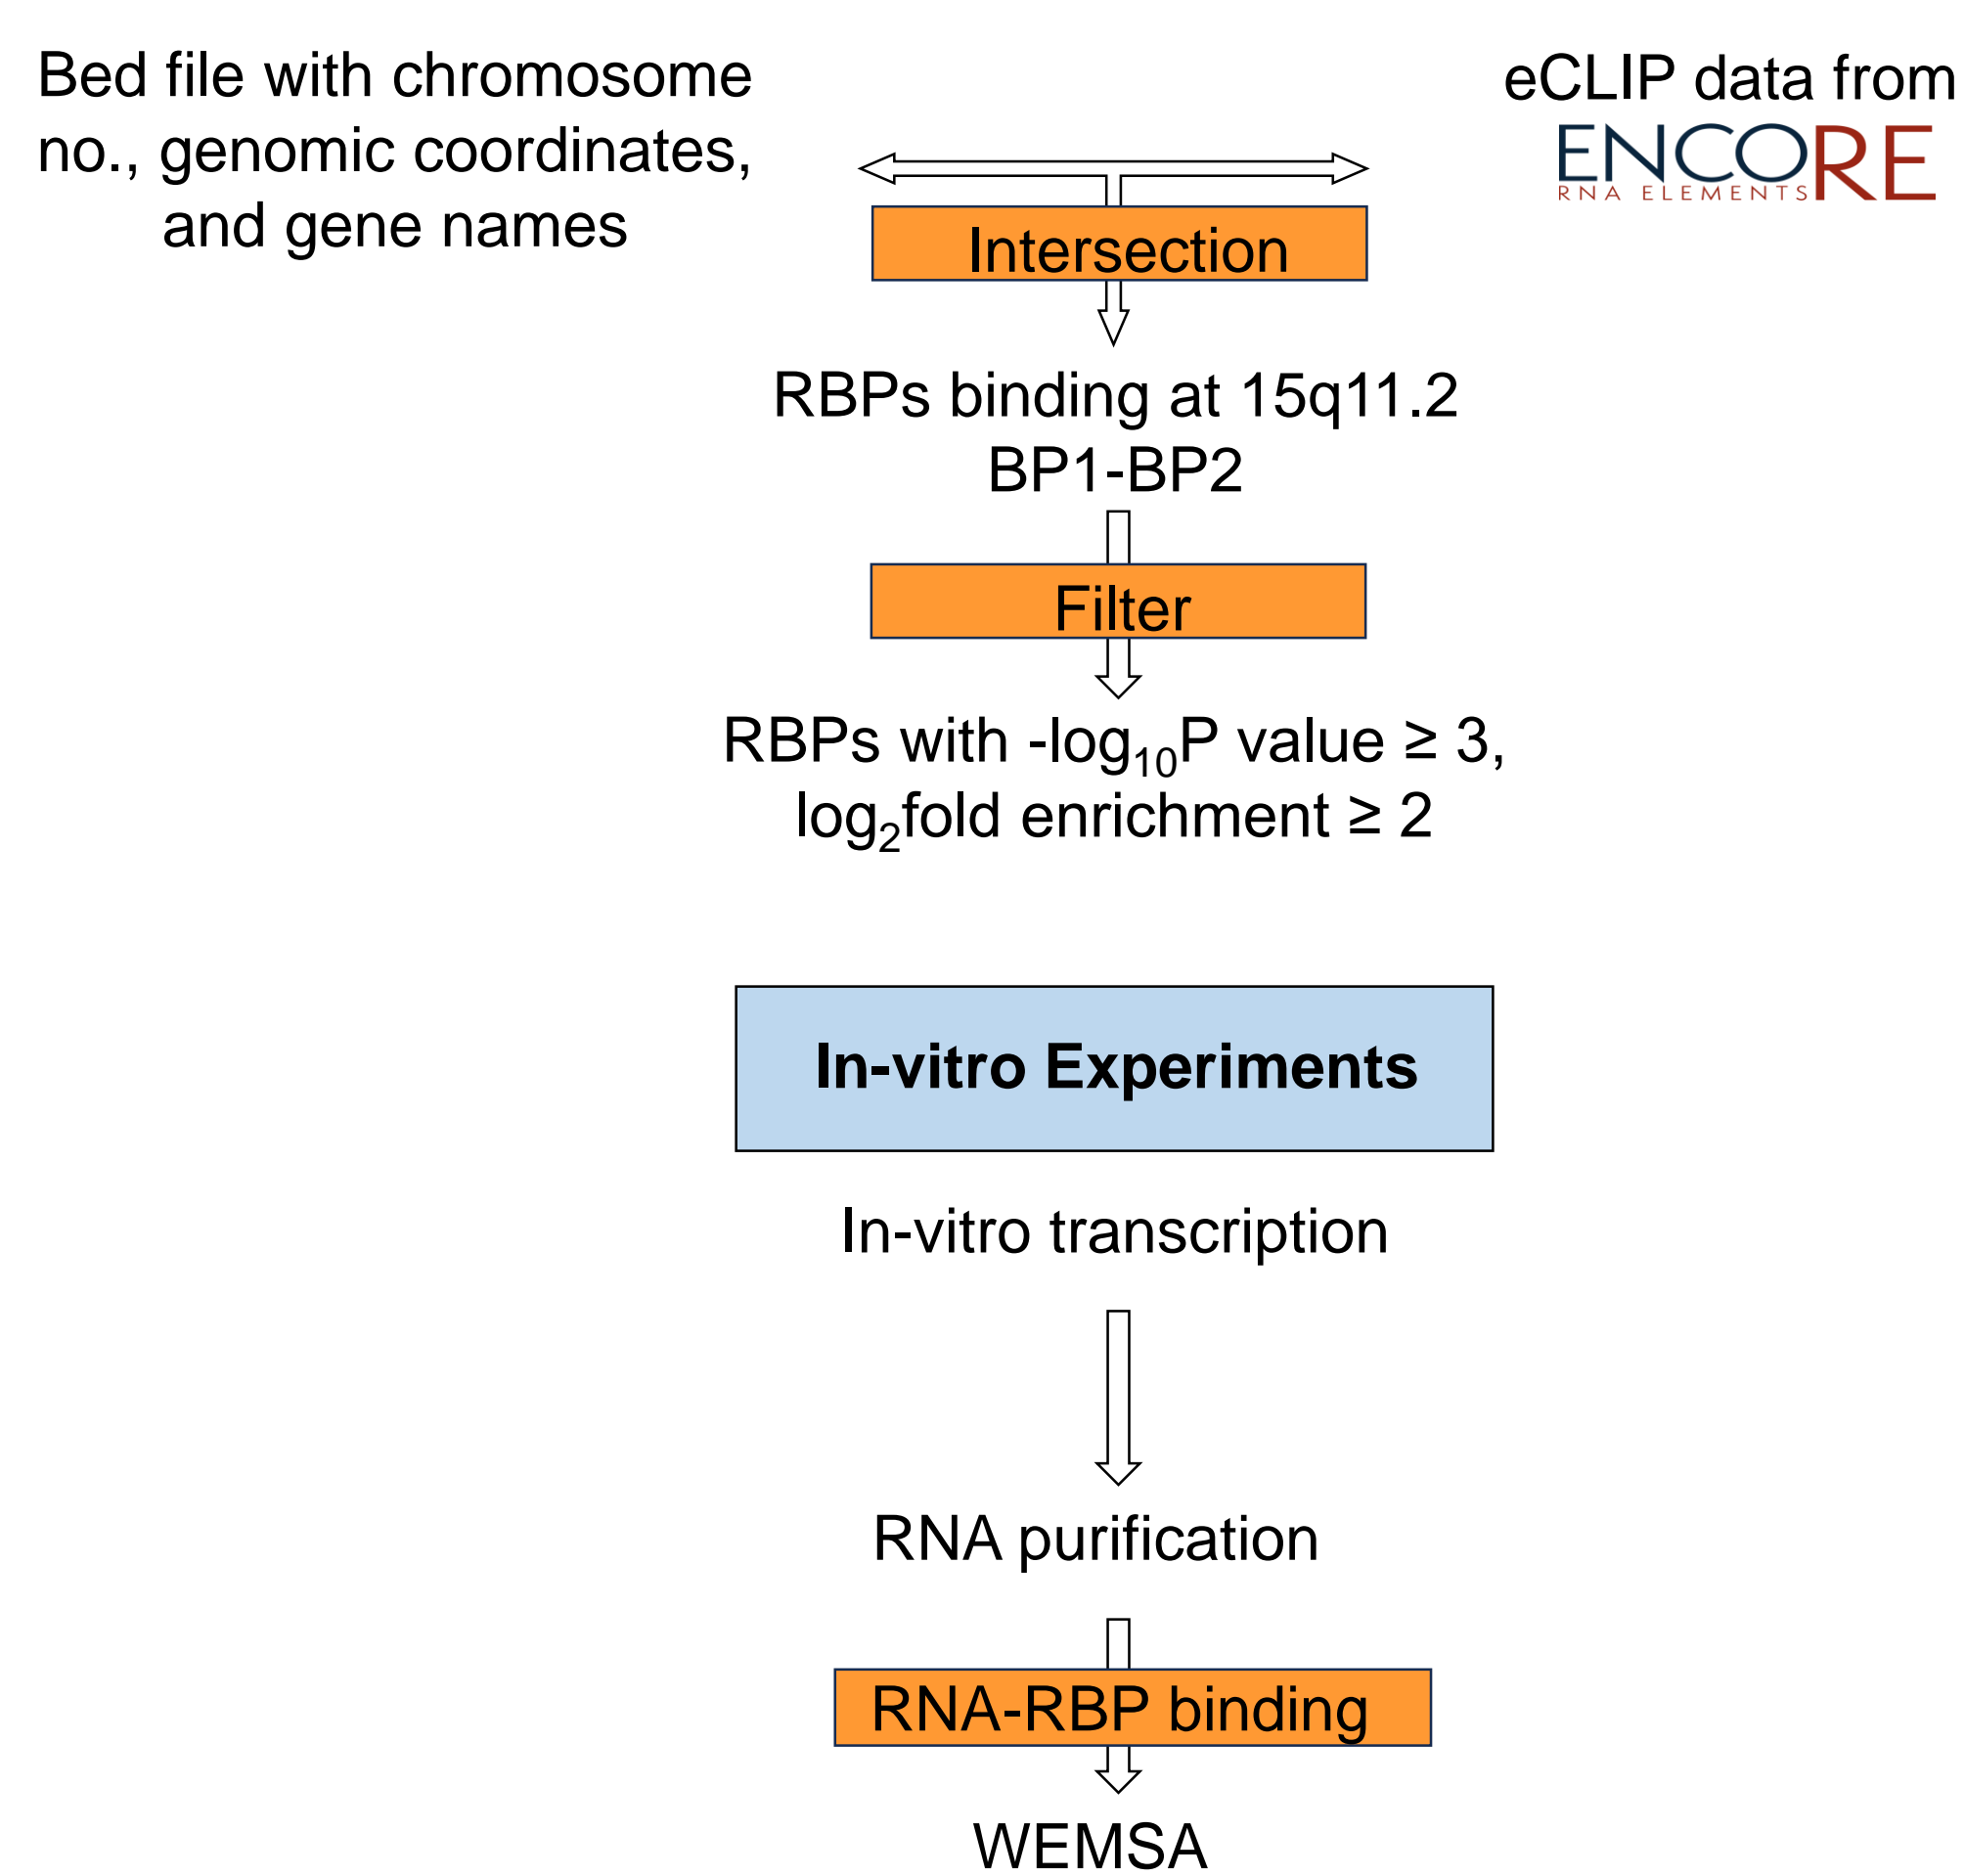 Bed file with chromosome
no., genomic coordinates,
and gene names
eCLIP data from
ENCORE
RNA ELEMENTS
Intersection
RBPs binding at 15q11.2
BP1-BP2
Filter
RBPs with -log₁₀P value ≥ 3,
log₂fold enrichment ≥ 2
In-vitro Experiments
In-vitro transcription
RNA purification
RNA-RBP binding
WEMSA